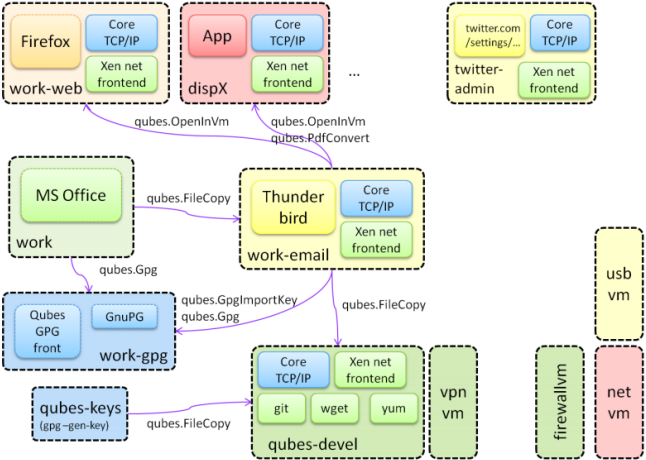 Firefox
Core
TCP/IP
Xen net
frontend
work-web
App
Core
TCP/IP
Xen net
frontend
dispX
...
twitter.com
/settings/...
Core
TCP/IP
twitter-
admin
Xen net
frontend
qubes.OpenInVm
qubes.OpenInVm
qubes.PdfConvert
MS Office
work
qubes.FileCopy
Thunder
bird
Core
TCP/IP
Xen net
frontend
work-email
qubes.Gpg
qubes.GpgImportKey
qubes.Gpg
qubes.FileCopy
usb
vm
Qubes
GPG
front
GnuPG
work-gpg
Core
TCP/IP
Xen net
frontend
git
wget
yum
qubes-devel
vpn
vm
firewallvm
net
vm
qubes-keys
(gpg –gen-key)
qubes.FileCopy